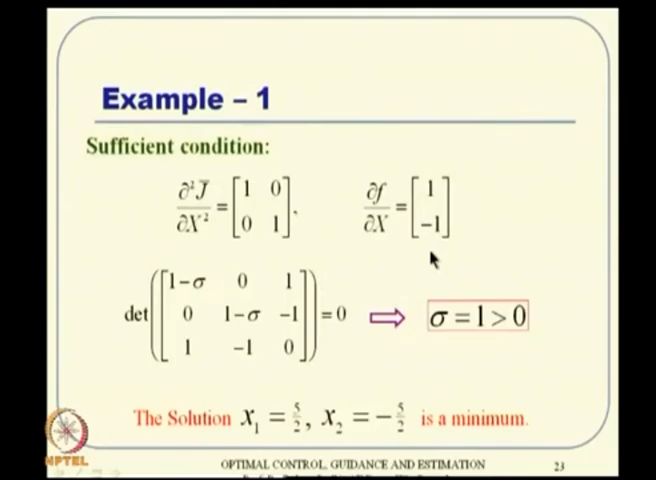 Example – 1
Sufficient condition:
∂²J̅/∂X² = [1 0; 0 1], ∂f/∂X = [1; −1]
det([1−σ 0 1; 0 1−σ −1; 1 −1 0]) = 0 ⇒ σ = 1 > 0
The Solution x₁ = 5/2, x₂ = −5/2 is a minimum.
NPTEL
OPTIMAL CONTROL, GUIDANCE AND ESTIMATION 23